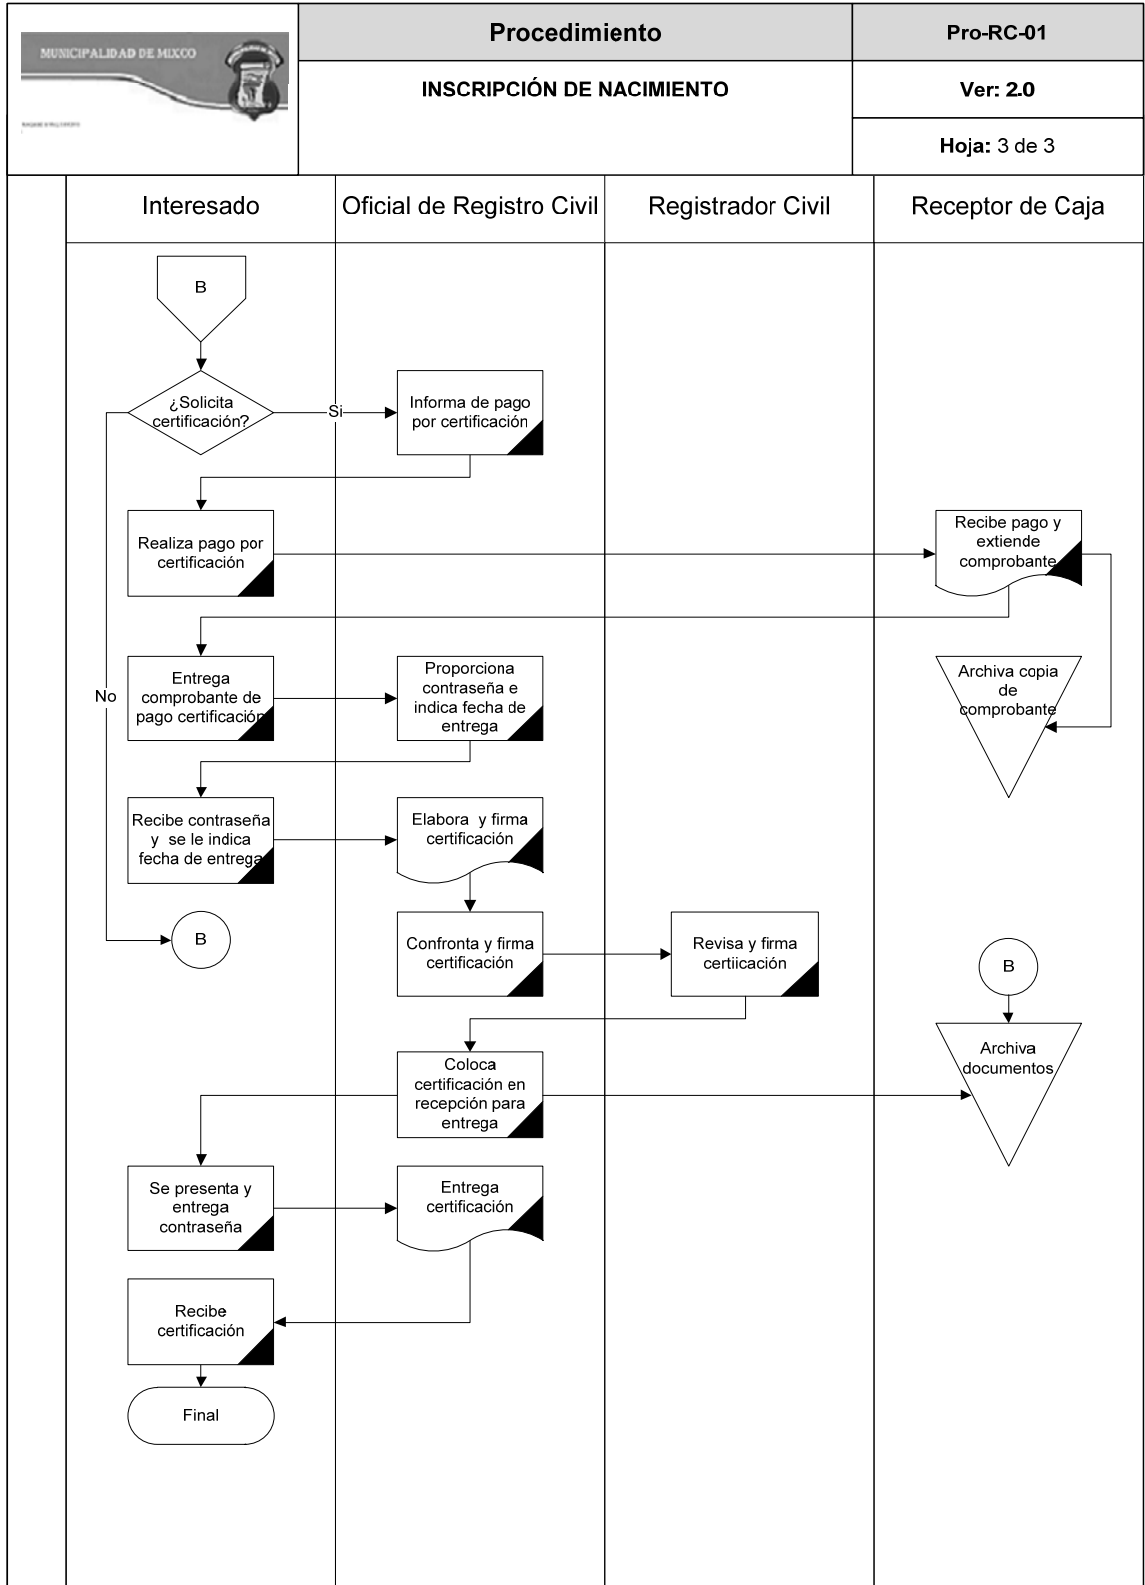 MUNICIPALIDAD DE MIXCO
Procedimiento
Pro-RC-01
INSCRIPCIÓN DE NACIMIENTO
Ver: 2.0
Hoja: 3 de 3
Interesado
Oficial de Registro Civil
Registrador Civil
Receptor de Caja
B
¿Solicita
certificación?
Si
Informa de pago
por certificación
Realiza pago por
certificación
Recibe pago y
extiende
comprobante
No
Entrega
comprobante de
pago certificación
Proporciona
contraseña e
indica fecha de
entrega
Archiva copia
de
comprobante
Recibe contraseña
y se le indica
fecha de entrega
Elabora y firma
certificación
B
Confronta y firma
certificación
Revisa y firma
certiicación
B
Coloca
certificación en
recepción para
entrega
Archiva
documentos
Se presenta y
entrega
contraseña
Entrega
certificación
Recibe
certificación
Final